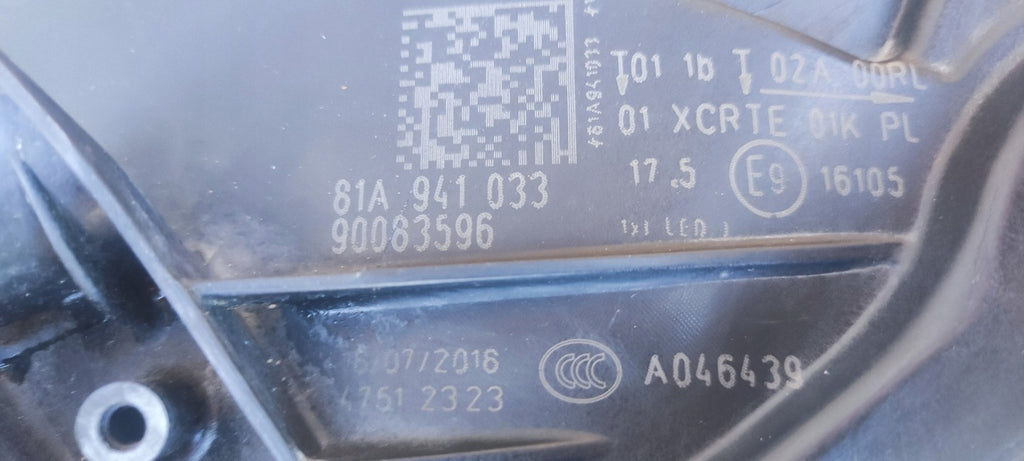 T01 1b T 02A 00RL
01 XCRTE 01K PL
17.5 E9 16105
81A 941 033
90083596
/07/2016
CCC A046439
4751 2323